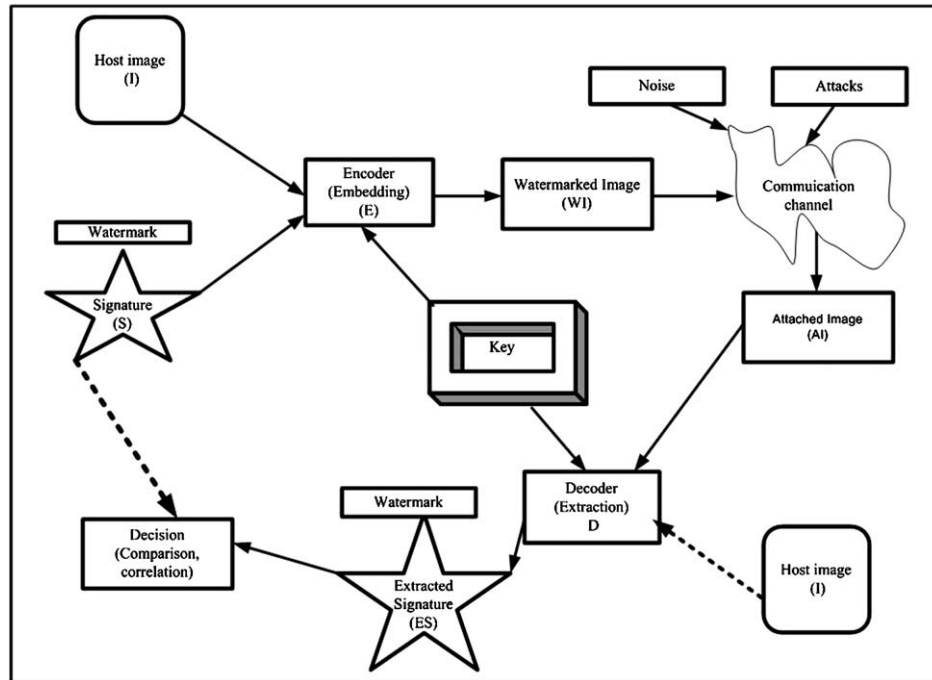 Host image
(I)
Noise
Attacks
Encoder
(Embedding)
(E)
Watermarked Image
(WI)
Commuication
channel
Watermark
Signature
(S)
Key
Attached Image
(AI)
Watermark
Decoder
(Extraction)
D
Decision
(Comparison,
correlation)
Extracted
Signature
(ES)
Host image
(I)